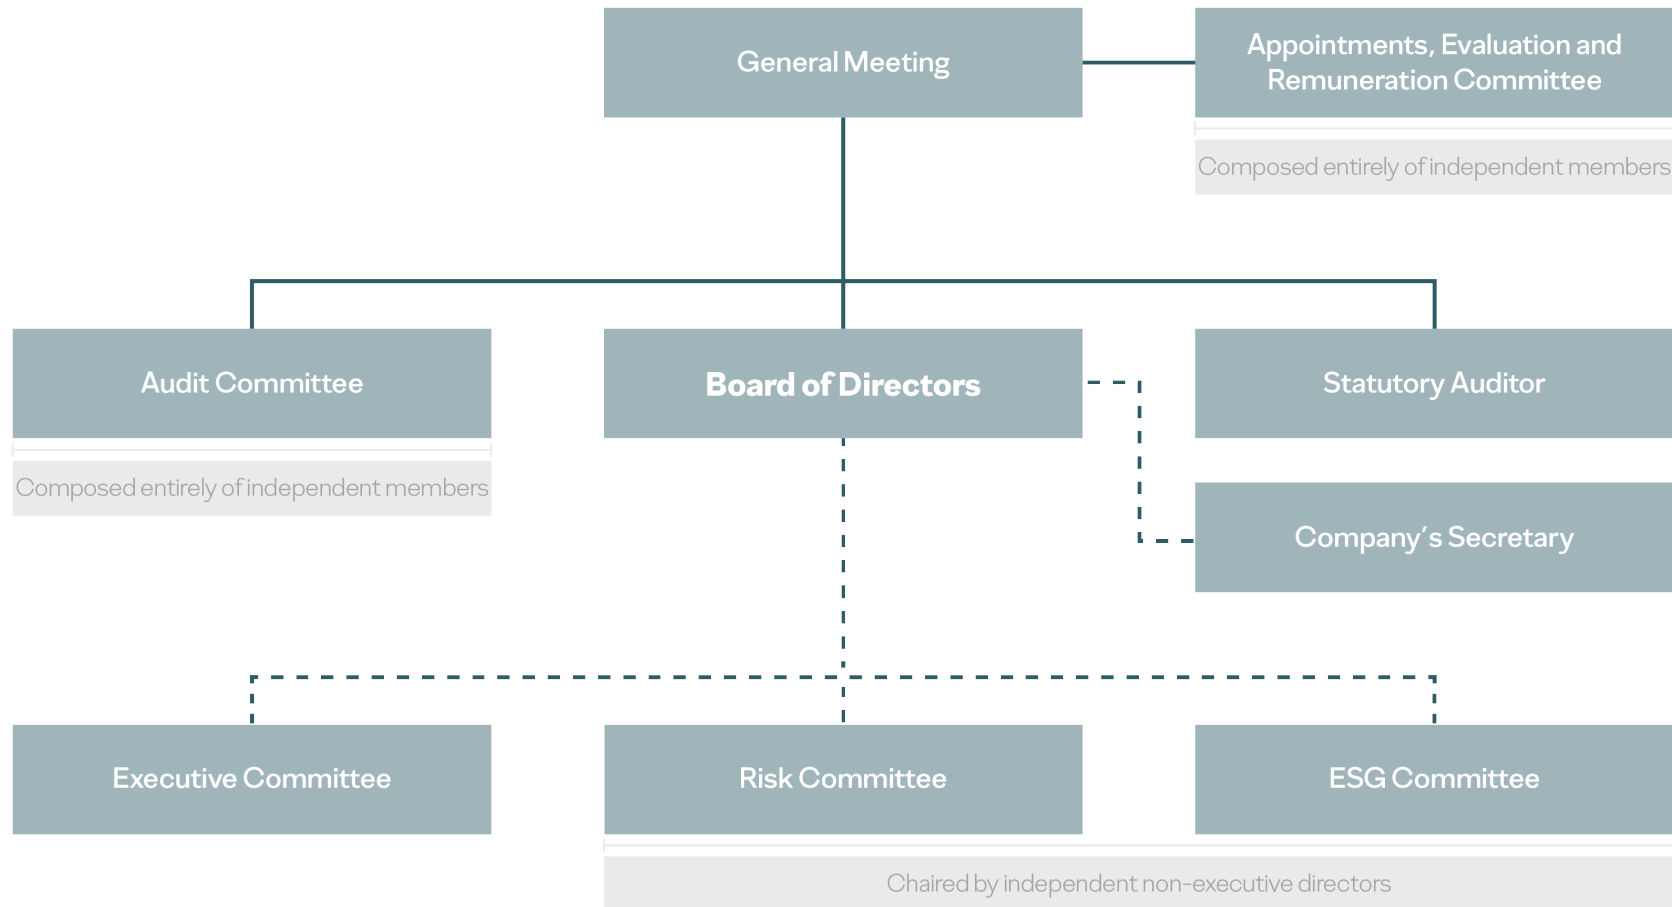 General Meeting
Appointments, Evaluation and
Remuneration Committee
Composed entirely of independent members
Audit Committee
Board of Directors
Statutory Auditor
Composed entirely of independent members
Company's Secretary
Executive Committee
Risk Committee
ESG Committee
Chaired by independent non-executive directors